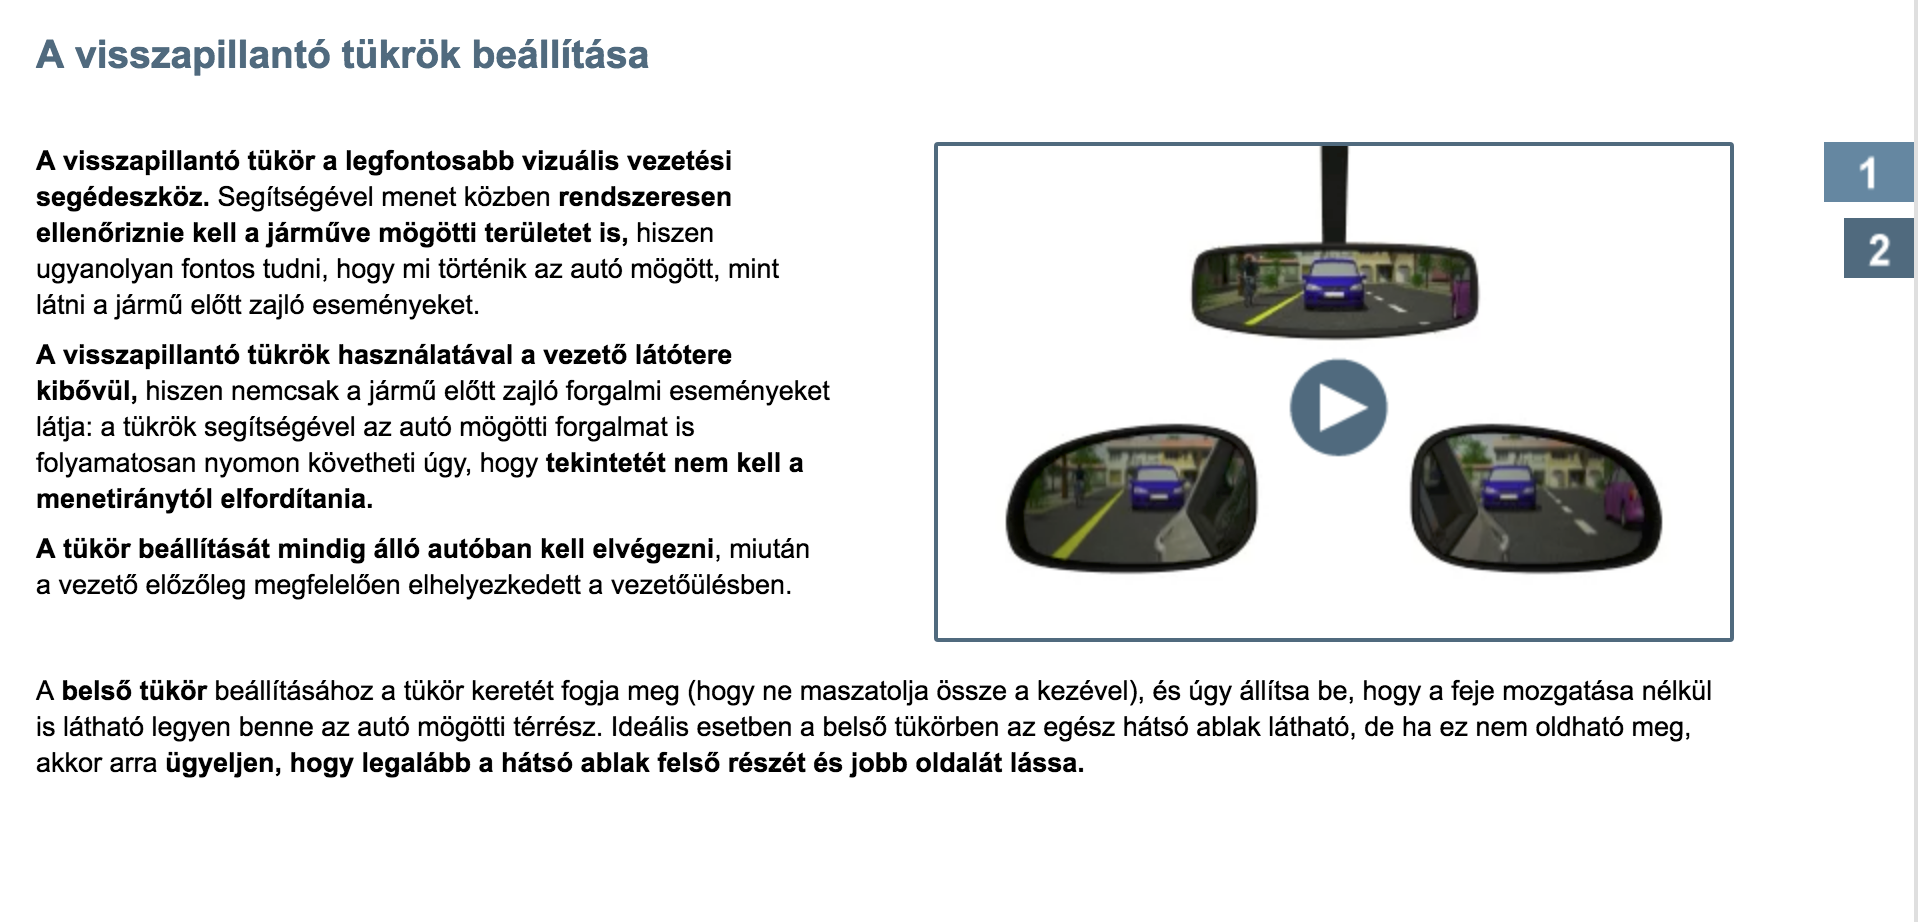 A visszapillantó tükrök beállítása
A visszapillantó tükör a legfontosabb vizuális vezetési
segédeszköz. Segítségével menet közben rendszeresen
ellenőriznie kell a járműve mögötti területet is, hiszen
ugyanolyan fontos tudni, hogy mi történik az autó mögött, mint
látni a jármű előtt zajló eseményeket.
A visszapillantó tükrök használatával a vezető látótere
kibővül, hiszen nemcsak a jármű előtt zajló forgalmi eseményeket
látja: a tükrök segítségével az autó mögötti forgalmat is
folyamatosan nyomon követheti úgy, hogy tekintetét nem kell a
menetiránytól elfordítania.
A tükör beállítását mindig álló autóban kell elvégezni, miután
a vezető előzőleg megfelelően elhelyezkedett a vezetőülésben.
1
2
A belső tükör beállításához a tükör keretét fogja meg (hogy ne maszatolja össze a kezével), és úgy állítsa be, hogy a feje mozgatása nélkül
is látható legyen benne az autó mögötti térrész. Ideális esetben a belső tükörben az egész hátsó ablak látható, de ha ez nem oldható meg,
akkor arra ügyeljen, hogy legalább a hátsó ablak felső részét és jobb oldalát lássa.